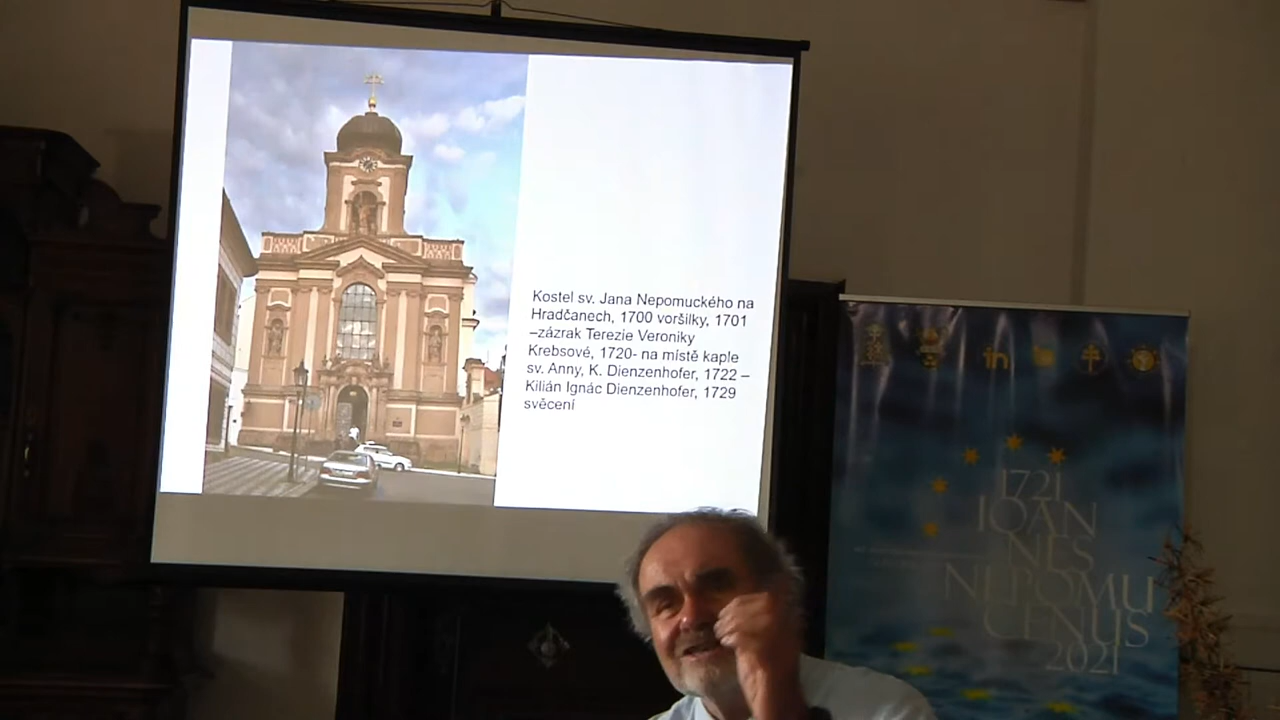 Kostel sv. Jana Nepomuckého na
Hradčanech, 1700 voršilky, 1701
–zázrak Terezie Veroniky
Krebsové, 1720- na místě kaple
sv. Anny, K. Dienzenhofer, 1722 –
Kilián Ignác Dienzenhofer, 1729
svěcení
1721
IOAN
NES
NEPOMU
CENUS
2021